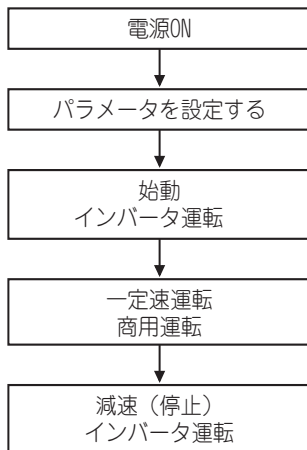 電源ON
パラメータを設定する
始動
インバータ運転
一定速運転
商用運転
減速（停止）
インバータ運転